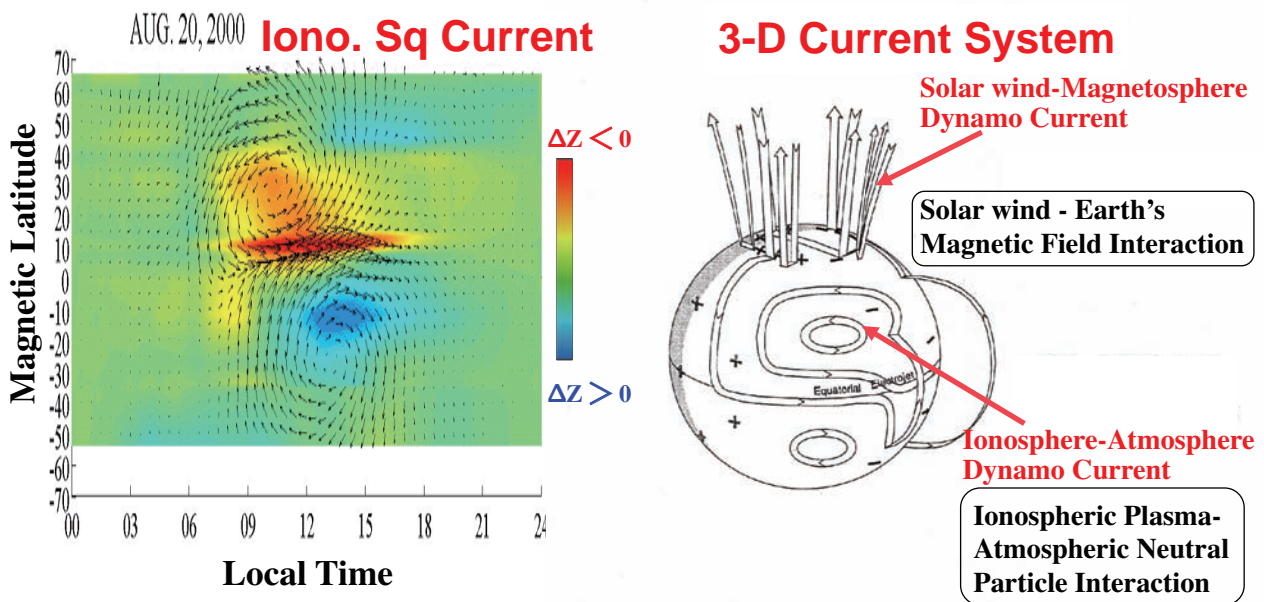 AUG. 20, 2000
Iono. Sq Current
Magnetic Latitude
70
60
50
40
30
20
10
0
-10
-20
-30
-40
-50
-60
-70
00 03 06 09 12 15 18 21 24
Local Time
ΔZ < 0
ΔZ > 0
3-D Current System
Solar wind-Magnetosphere
Dynamo Current
Solar wind - Earth's
Magnetic Field Interaction
Equatorial Electrojet
Ionosphere-Atmosphere
Dynamo Current
Ionospheric Plasma-
Atmospheric Neutral
Particle Interaction